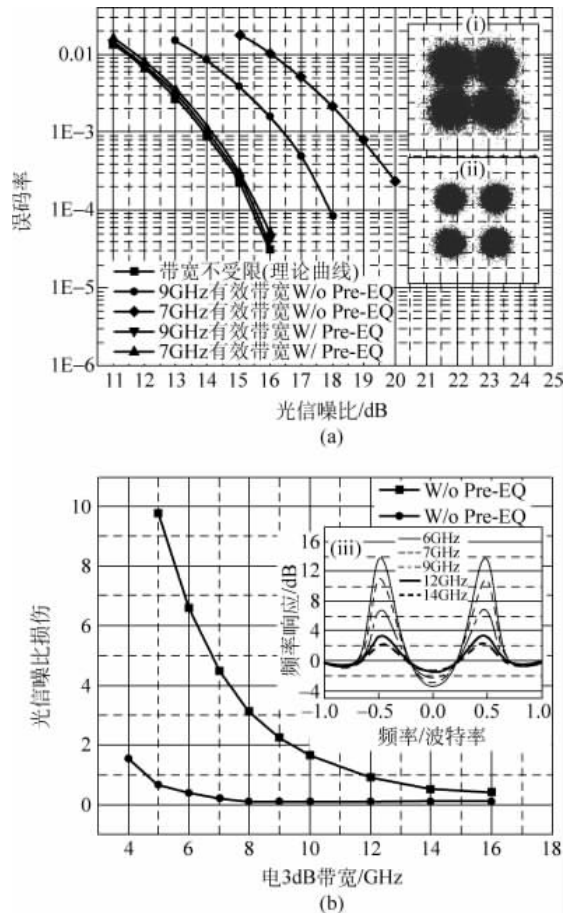 (a)
误码率
0.01
1E−3
1E−4
1E−5
1E−6
(i)
(ii)
带宽不受限(理论曲线)
9GHz有效带宽W/o Pre-EQ
7GHz有效带宽W/o Pre-EQ
9GHz有效带宽W/ Pre-EQ
7GHz有效带宽W/ Pre-EQ
11 12 13 14 15 16 17 18 19 20 21 22 23 24 25
光信噪比/dB
(a)
光信噪比损伤
10
8
6
4
2
0
W/o Pre-EQ
W/o Pre-EQ
(iii)
频率响应/dB
16
12
8
4
0
−4
6GHz
7GHz
9GHz
12GHz
14GHz
−1.0 −0.5 0.0 0.5 1.0
频率/波特率
4 6 8 10 12 14 16 18
电3dB带宽/GHz
(b)